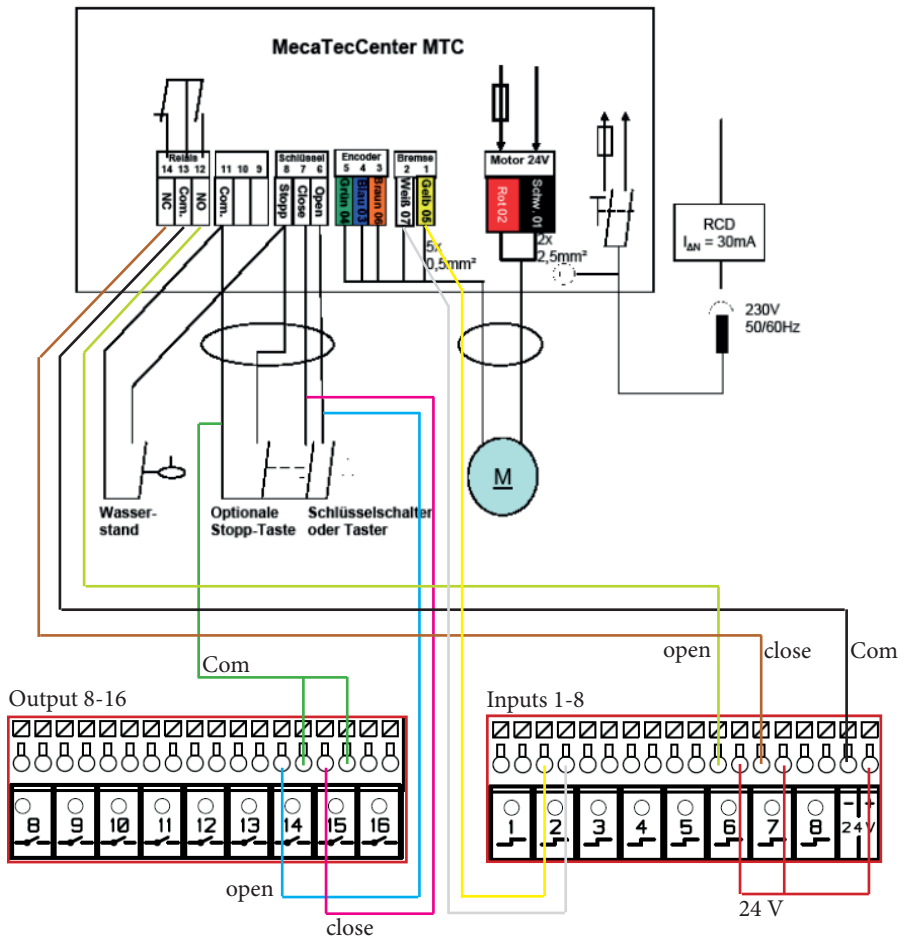 MecaTecCenter MTC
Relais
14 13 12
NC Com. NO
11 10 9
Com.
Schlüssel
8 7 6
Stopp Close Open
Encoder
5 4 3
Grün 04 Blau 03 Braun 06
Bremse
2 1
Weiß 07 Gelb 05
Motor 24V
Rot 02 Schw . 01
5x
0,5mm²
2x
2,5mm²
RCD
IΔN = 30mA
230V
50/60Hz
M
Wasser-
stand
Optionale
Stopp-Taste
Schlüsselschalter
oder Taster
open
close
Com
Com
Output 8-16
Inputs 1-8
8 9 10 11 12 13 14 15 16
1 2 3 4 5 6 7 8 - +
24V
open
close
24 V